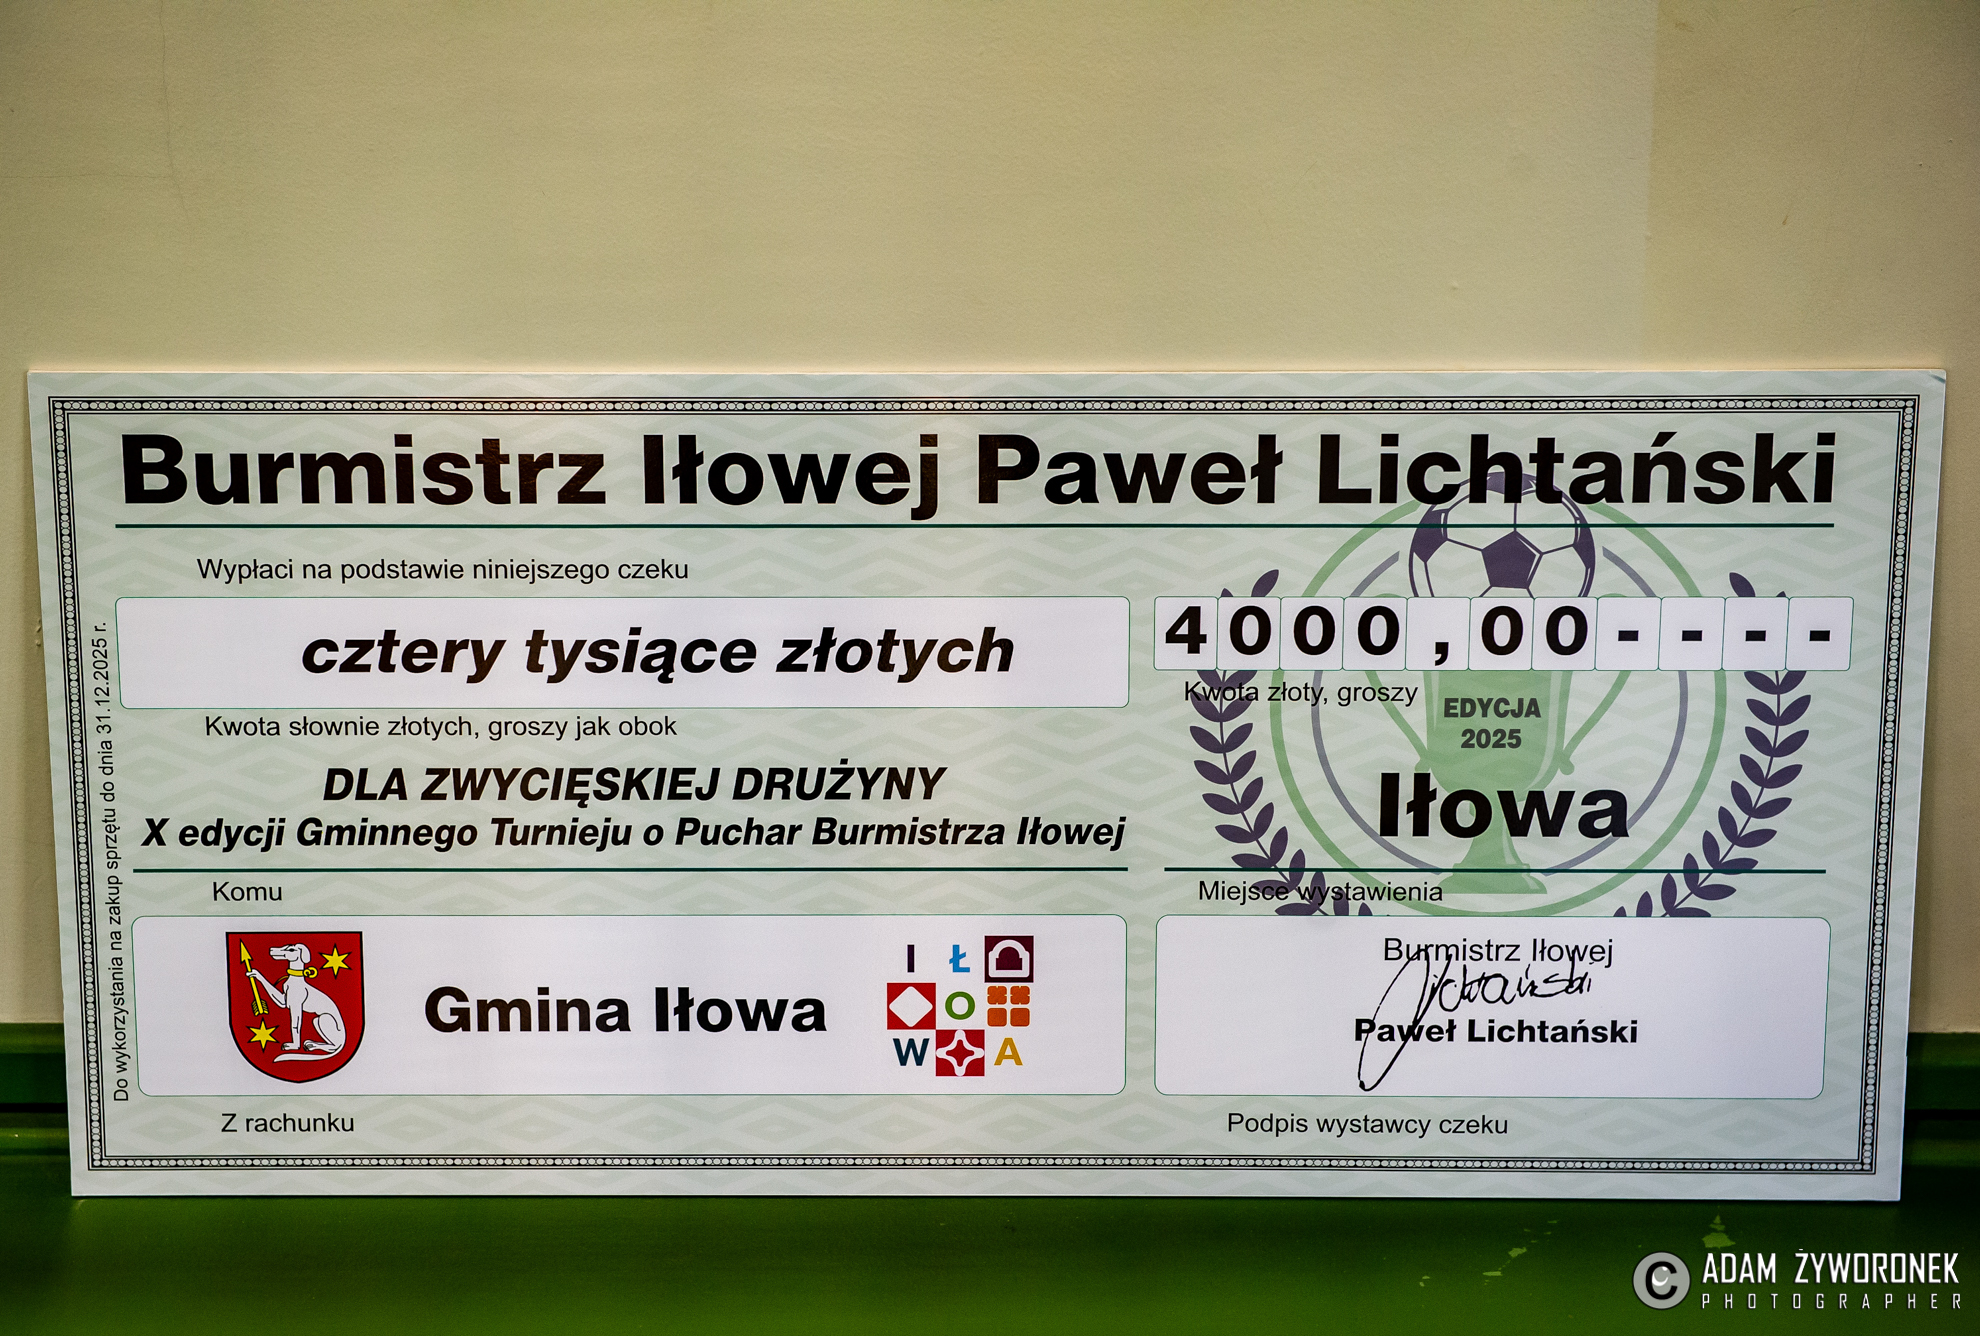 Burmistrz Iłowej Paweł Lichtański
Wypłaci na podstawie niniejszego czeku
cztery tysiące złotych
4000,00----
Kwota słownie złotych, groszy jak obok
Kwota złoty, groszy
EDYCJA
2025
DLA ZWYCIĘSKIEJ DRUŻYNY
X edycji Gminnego Turnieju o Puchar Burmistrza Iłowej
Iłowa
Komu
Miejsce wystawienia
Gmina Iłowa
I Ł
O
W A
Burmistrz Iłowej
Lichtański
Paweł Lichtański
Z rachunku
Podpis wystawcy czeku
Do wykorzystania na zakup sprzętu do dnia 31.12.2025 r.
C ADAM ŻYWORONEK
PHOTOGRAPHER